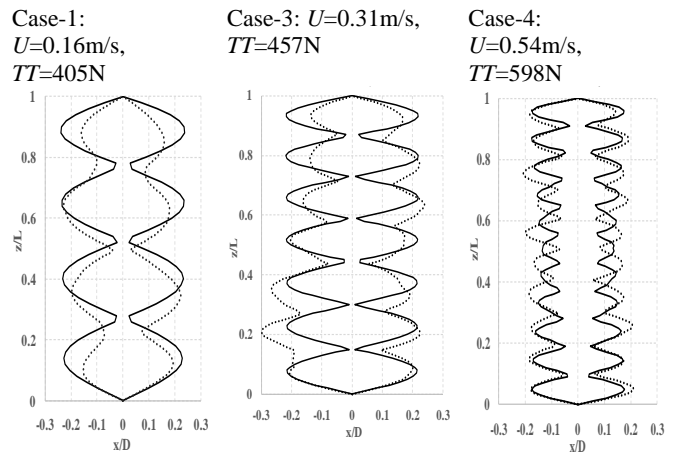 Case-1:
U=0.16m/s,
TT=405N
Case-3: U=0.31m/s,
TT=457N
Case-4:
U=0.54m/s,
TT=598N
1
0.8
0.6
0.4
0.2
0
z/L
-0.3 -0.2 -0.1 0 0.1 0.2 0.3
x/D
1
0.8
0.6
0.4
0.2
0
z/L
-0.3 -0.2 -0.1 0 0.1 0.2 0.3
x/D
1
0.8
0.6
0.4
0.2
0
z/L
-0.3 -0.2 -0.1 0 0.1 0.2 0.3
x/D